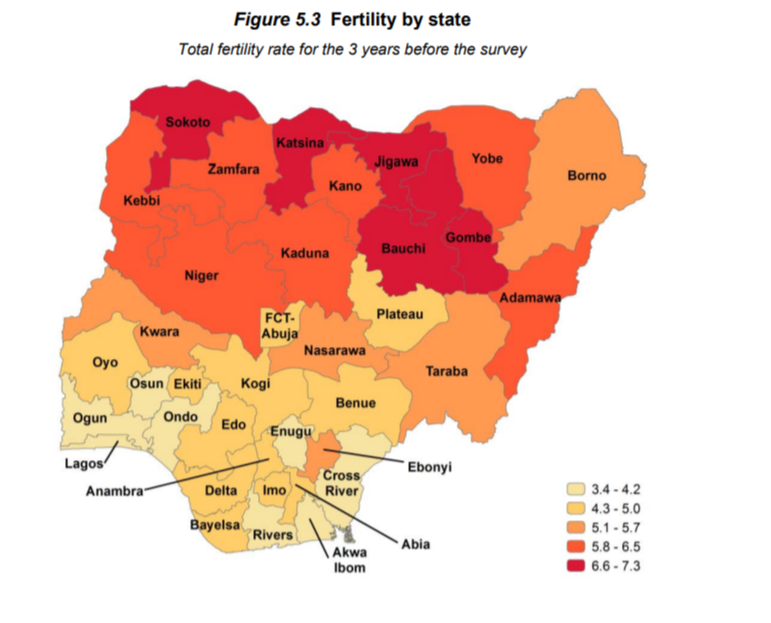 Figure 5.3 Fertility by state
Total fertility rate for the 3 years before the survey
Sokoto
Katsina
Jigawa
Yobe
Zamfara
Borno
Kano
Kebbi
Gombe
Bauchi
Kaduna
Niger
Adamawa
Plateau
FCT-
Abuja
Kwara
Nasarawa
Oyo
Taraba
Osun
Ekiti
Kogi
Benue
Ogun
Ondo
Edo
Enugu
Lagos
Ebonyi
Cross
River
Anambra
Delta
Imo
Bayelsa
Rivers
Abia
Akwa
Ibom
3.4 - 4.2
4.3 - 5.0
5.1 - 5.7
5.8 - 6.5
6.6 - 7.3